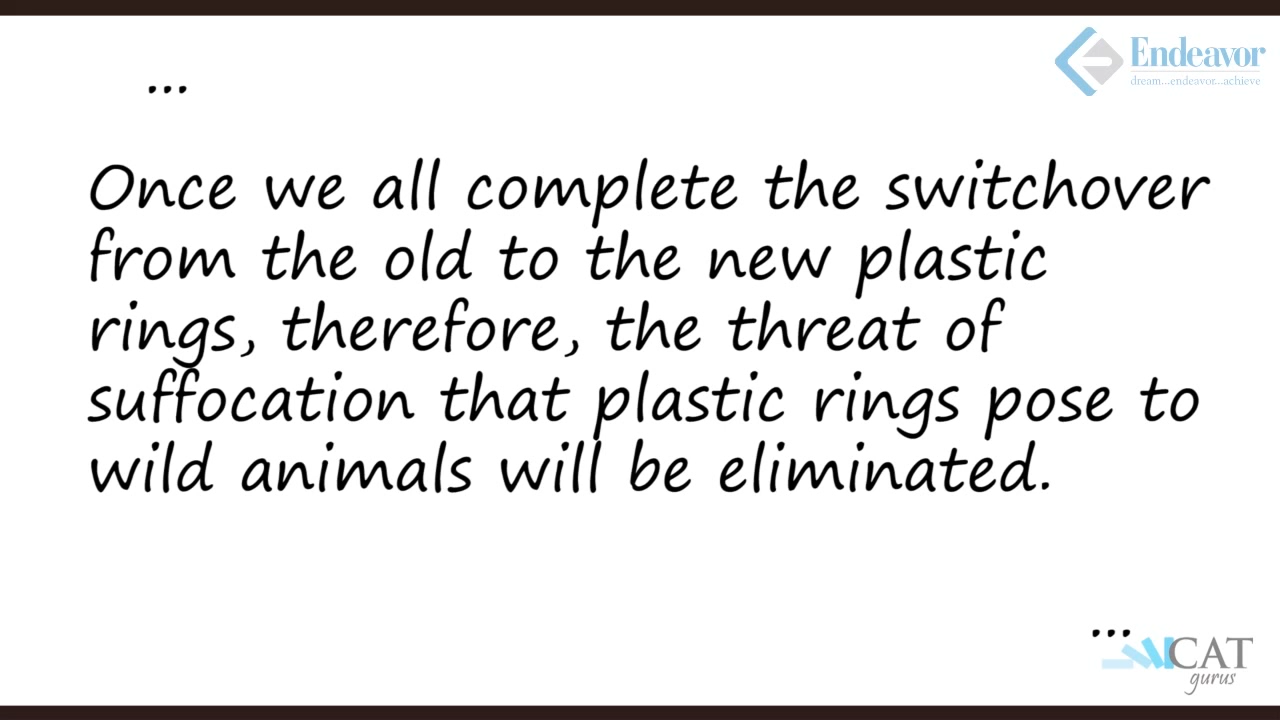 Endeavor
dream...endeavor...achieve
...
Once we all complete the switchover
from the old to the new plastic
rings, therefore, the threat of
suffocation that plastic rings pose to
wild animals will be eliminated.
...
CAT
gurus